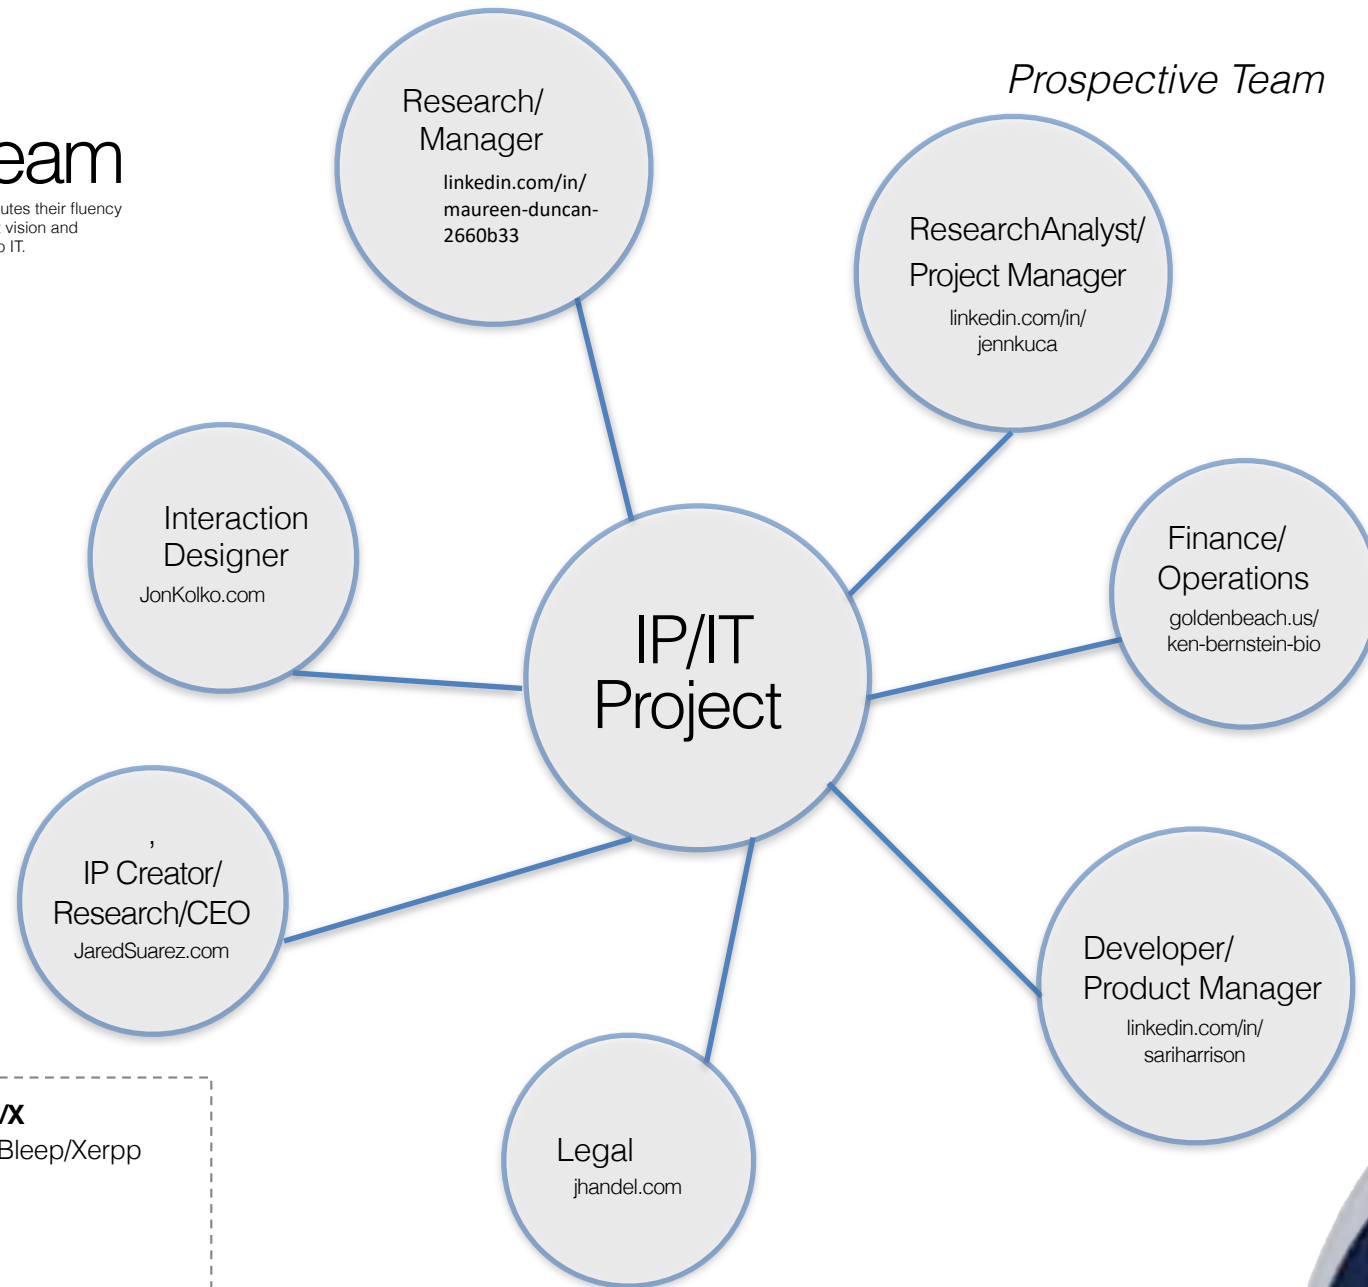 Prospective Team
eam
utes their fluency
vision and
IT.
Research/
Manager
linkedin.com/in/
maureen-duncan-
2660b33
ResearchAnalyst/
Project Manager
linkedin.com/in/
jennkuca
Interaction
Designer
JonKolko.com
Finance/
Operations
goldenbeach.us/
ken-bernstein-bio
IP/IT
Project
,
IP Creator/
Research/CEO
JaredSuarez.com
Developer/
Product Manager
linkedin.com/in/
sariharrison
Legal
jhandel.com
/X
Bleep/Xerpp